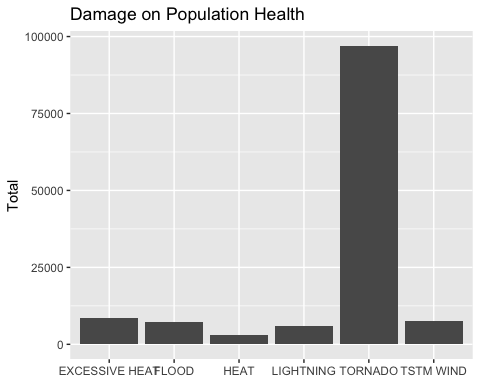 Damage on Population Health
100000
75000
50000
25000
0
Total
EXCESSIVE HEAT FLOOD HEAT LIGHTNING TORNADO TSTM WIND